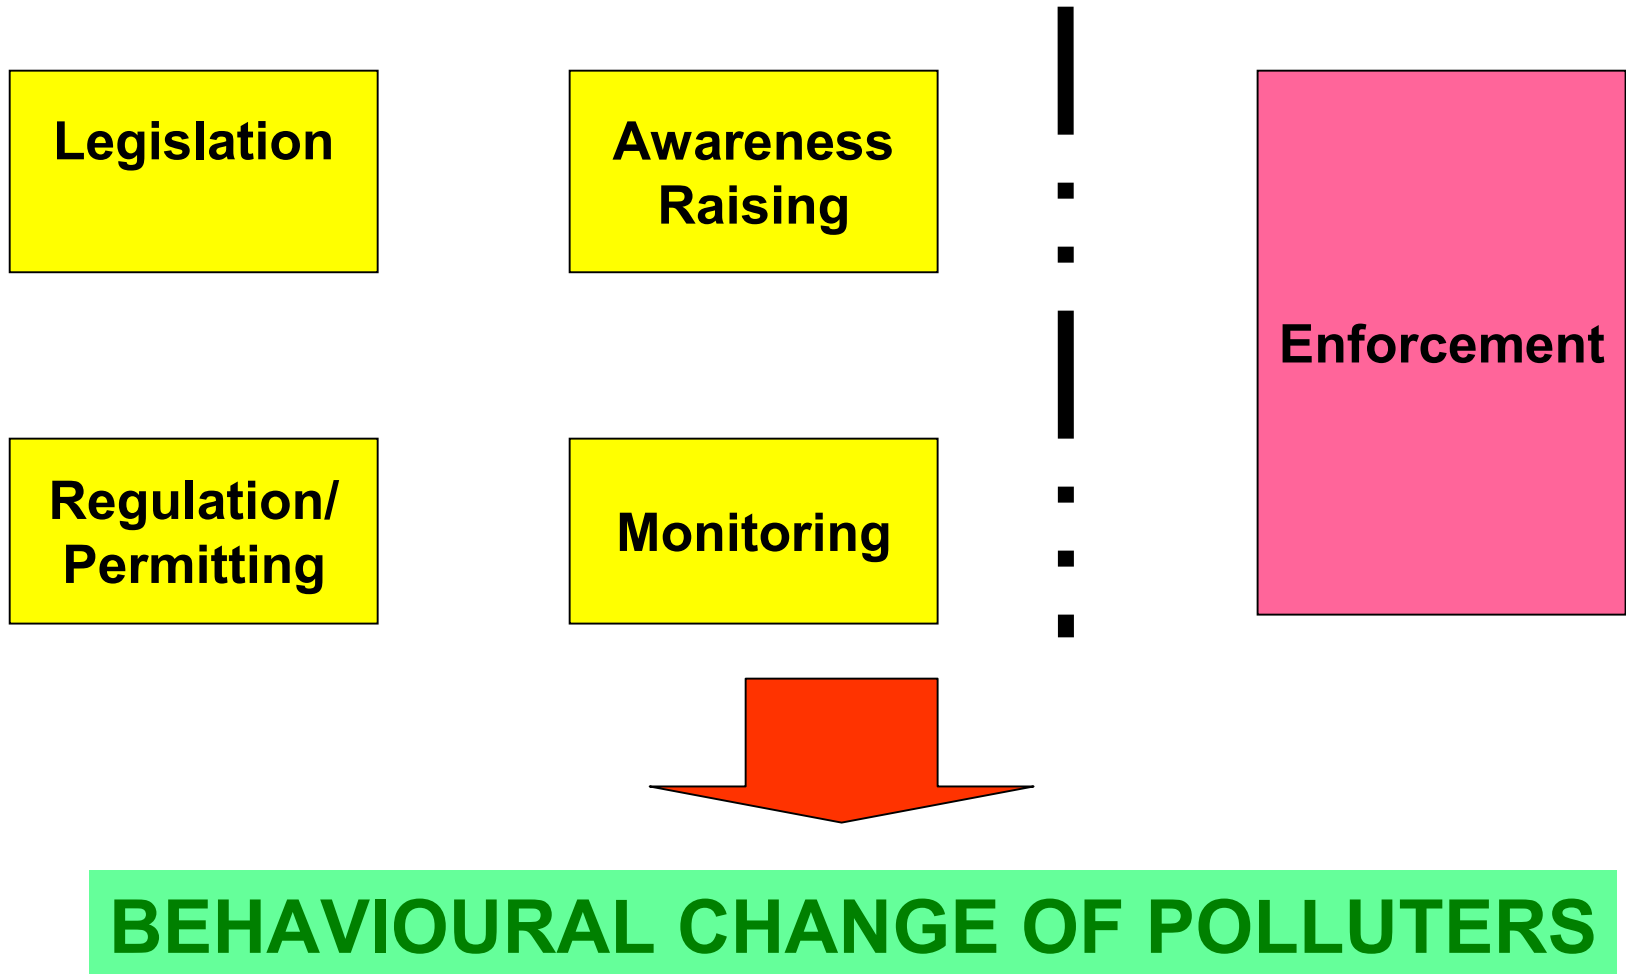 Legislation
Awareness
Raising
Enforcement
Regulation/
Permitting
Monitoring
BEHAVIOURAL CHANGE OF POLLUTERS